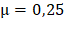 μ = 0,25